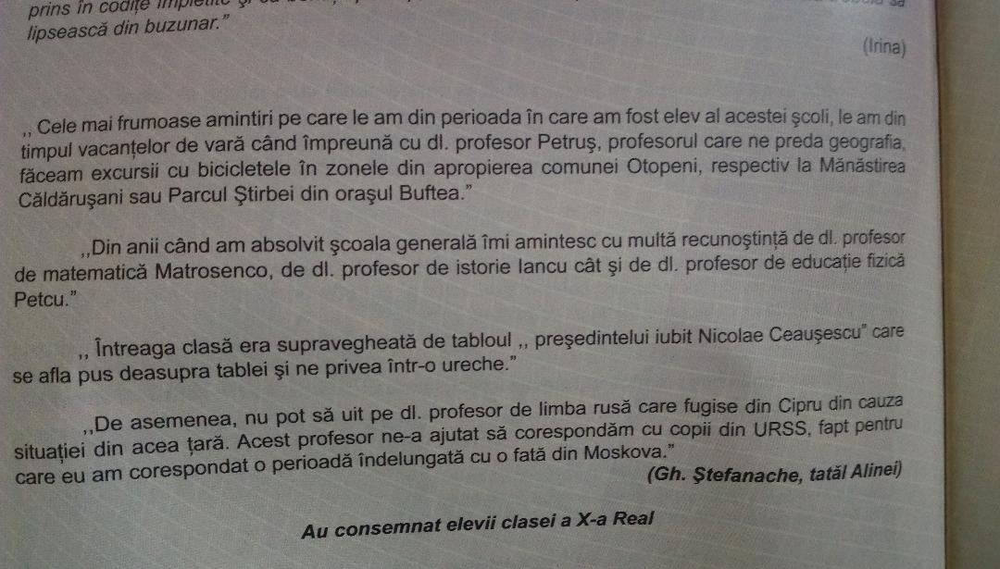 prins în codițe împletite și cu
lipsească din buzunar.”
(Irina)
,, Cele mai frumoase amintiri pe care le am din perioada în care am fost elev al acestei şcoli, le am din
timpul vacanţelor de vară când împreună cu dl. profesor Petruş, profesorul care ne preda geografia,
făceam excursii cu bicicletele în zonele din apropierea comunei Otopeni, respectiv la Mănăstirea
Căldăruşani sau Parcul Ştirbei din oraşul Buftea.”
,,Din anii când am absolvit şcoala generală îmi amintesc cu multă recunoştinţă de dl. profesor
de matematică Matrosenco, de dl. profesor de istorie Iancu cât şi de dl. profesor de educaţie fizică
Petcu.”
,, Întreaga clasă era supravegheată de tabloul ,, preşedintelui iubit Nicolae Ceauşescu” care
se afla pus deasupra tablei şi ne privea într-o ureche.”
,,De asemenea, nu pot să uit pe dl. profesor de limba rusă care fugise din Cipru din cauza
situaţiei din acea ţară. Acest profesor ne-a ajutat să corespondăm cu copii din URSS, fapt pentru
care eu am corespondat o perioadă îndelungată cu o fată din Moskova.”
(Gh. Ştefanache, tatăl Alinei)
Au consemnat elevii clasei a X-a Real